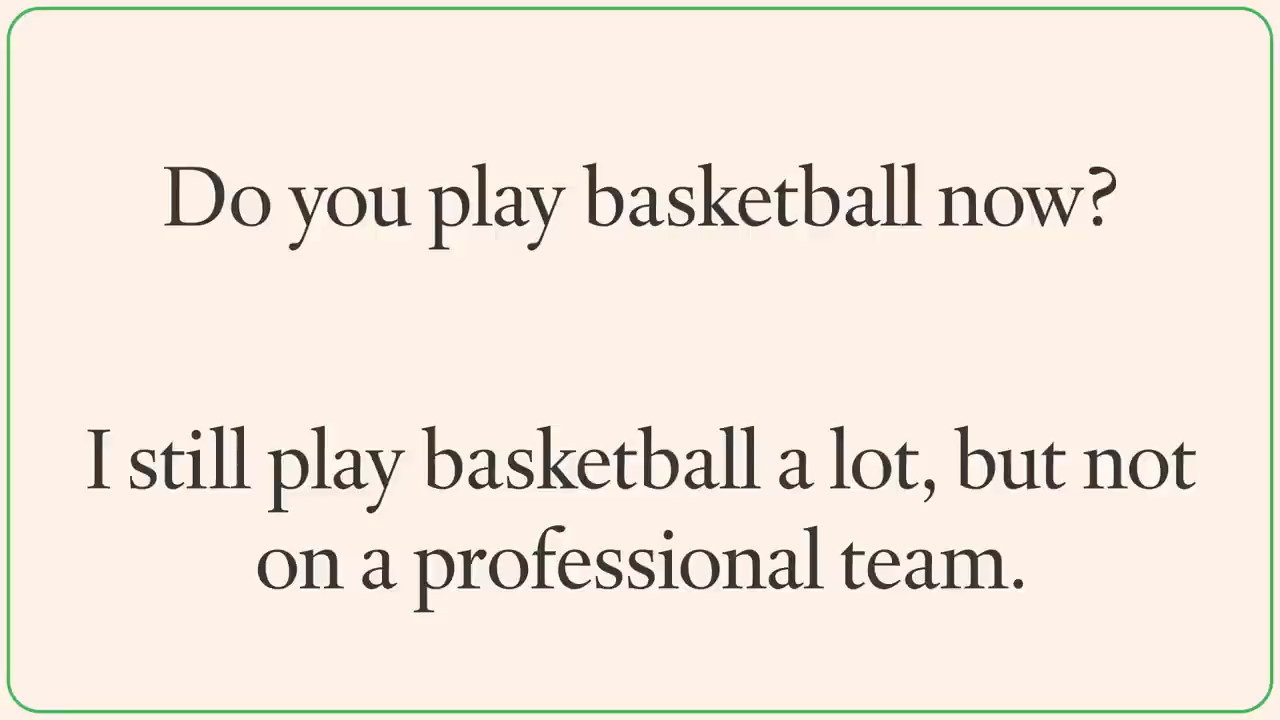 Do you play basketball now?
I still play basketball a lot, but not
on a professional team.